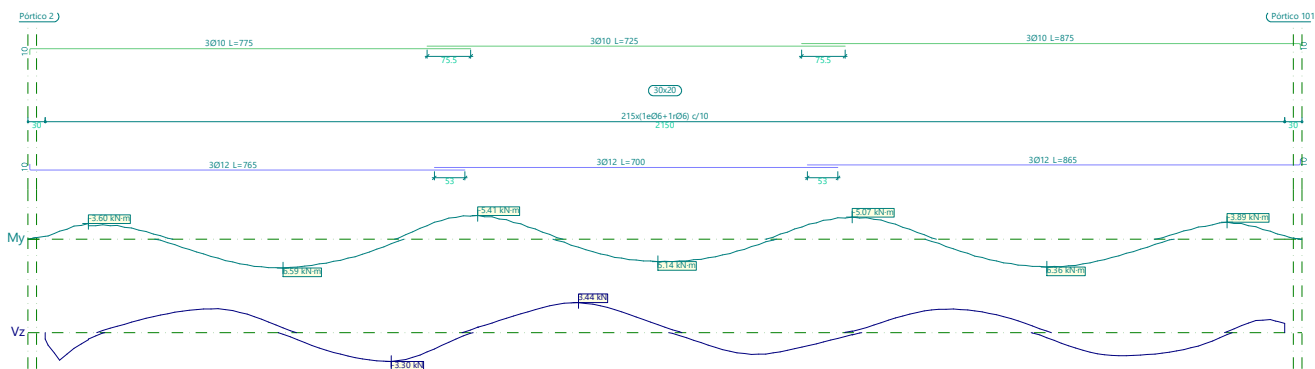 Pórtico 2
Pórtico 101
3Ø10 L=775
3Ø10 L=725
3Ø10 L=875
10
10
75.5
75.5
30x20
215x(1eØ6+1rØ6) c/10
30
2150
30
3Ø12 L=765
3Ø12 L=700
3Ø12 L=865
10
10
53
53
-3.60 kN·m
-5.41 kN·m
-5.07 kN·m
-3.89 kN·m
My
6.59 kN·m
5.14 kN·m
6.36 kN·m
3.44 kN
Vz
-3.30 kN